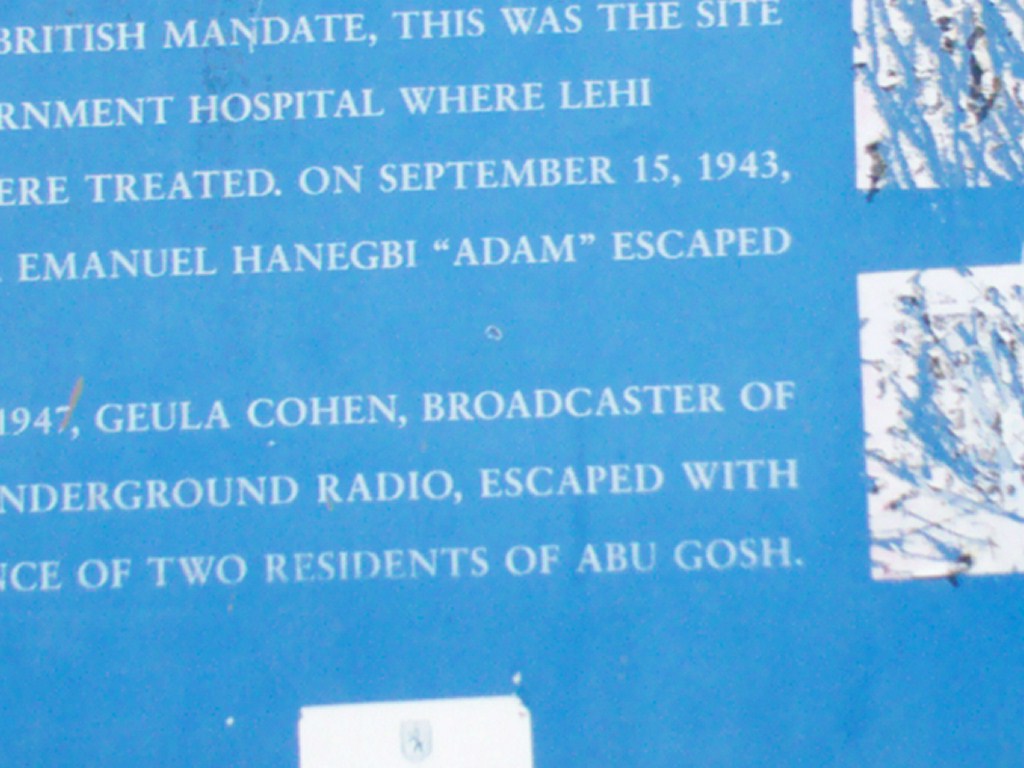 BRITISH MANDATE, THIS WAS THE SITE
RNMENT HOSPITAL WHERE LEHI
ERE TREATED. ON SEPTEMBER 15, 1943,
EMANUEL HANEGBI “ADAM” ESCAPED
1947, GEULA COHEN, BROADCASTER OF
NDERGROUND RADIO, ESCAPED WITH
NCE OF TWO RESIDENTS OF ABU GOSH.